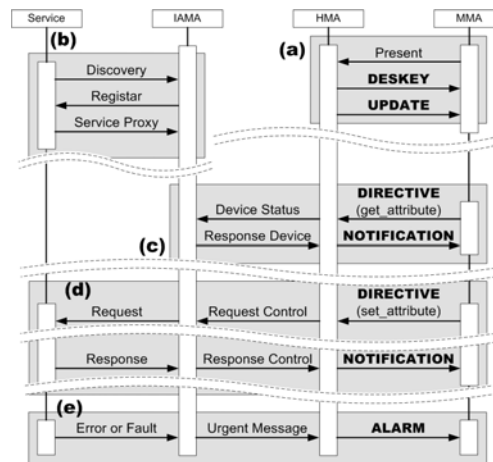 Service IAMA HMA MMA
(b) (a)
Present
Discovery DESKEY
Registar UPDATE
Service Proxy
DIRECTIVE
Device Status (get_attribute)
Response Device NOTIFICATION
(c)
(d) DIRECTIVE
Request Request Control (set_attribute)
Response Response Control NOTIFICATION
(e)
Error or Fault Urgent Message ALARM